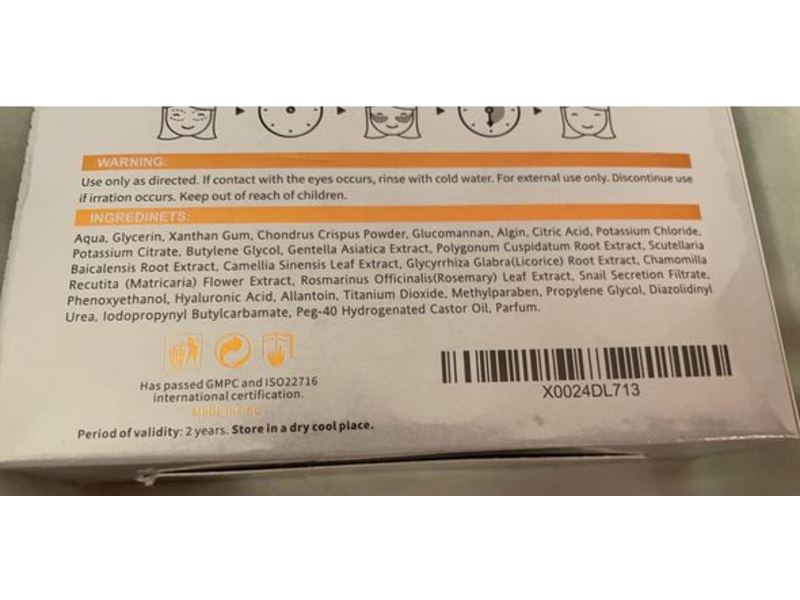 WARNING:
Use only as directed. If contact with the eyes occurs, rinse with cold water. For external use only. Discontinue use
if irration occurs. Keep out of reach of children.
INGREDINETS:
Aqua, Glycerin, Xanthan Gum, Chondrus Crispus Powder, Glucomannan, Algin, Citric Acid, Potassium Chloride,
Potassium Citrate, Butylene Glycol, Gentella Asiatica Extract, Polygonum Cuspidatum Root Extract, Scutellaria
Baicalensis Root Extract, Camellia Sinensis Leaf Extract, Glycyrrhiza Glabra(Licorice) Root Extract, Chamomilla
Recutita (Matricaria) Flower Extract, Rosmarinus Officinalis(Rosemary) Leaf Extract, Snail Secretion Filtrate,
Phenoxyethanol, Hyaluronic Acid, Allantoin, Titanium Dioxide, Methylparaben, Propylene Glycol, Diazolidinyl
Urea, Iodopropynyl Butylcarbamate, Peg-40 Hydrogenated Castor Oil, Parfum.
Has passed GMPC and ISO22716
international certification.
MADE IN PRC
X0024DL713
Period of validity: 2 years. Store in a dry cool place.